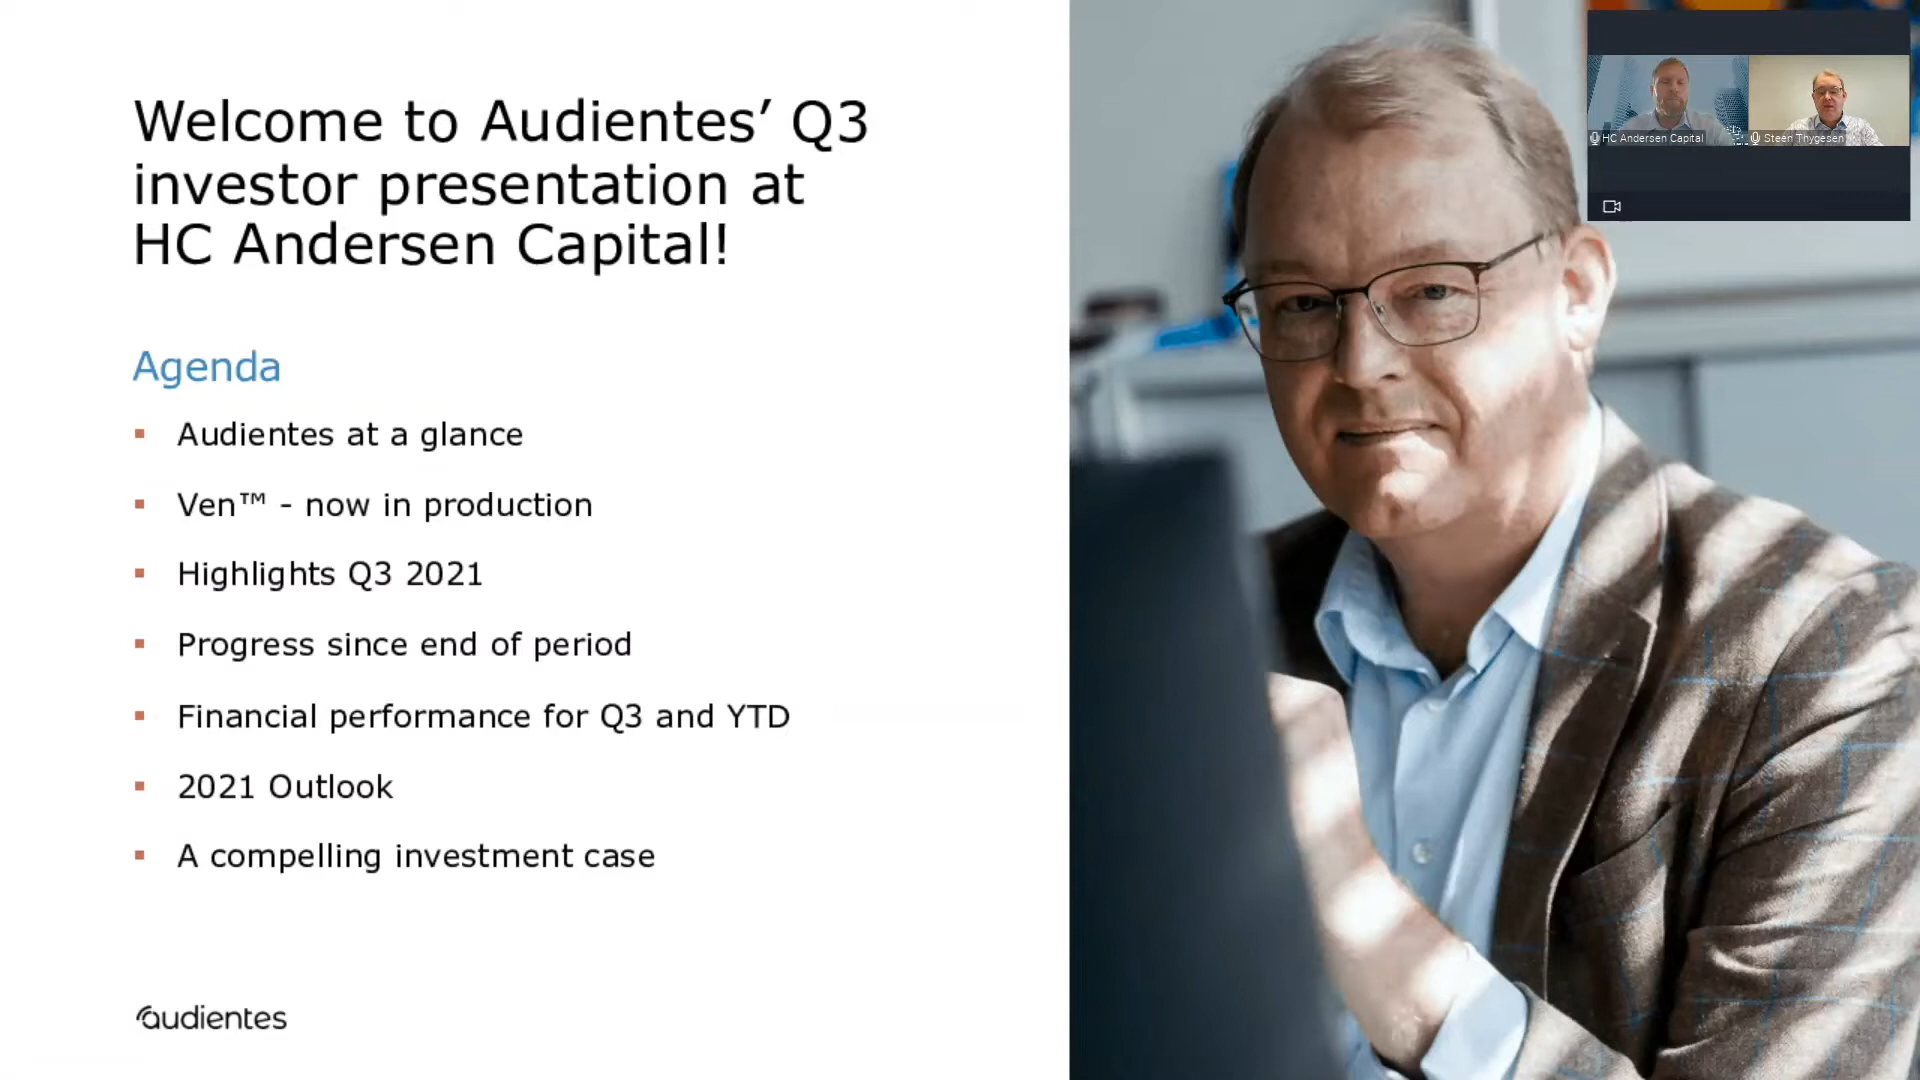 Welcome to Audientes’ Q3
investor presentation at
HC Andersen Capital!
Agenda
▪ Audientes at a glance
▪ Ven™ - now in production
▪ Highlights Q3 2021
▪ Progress since end of period
▪ Financial performance for Q3 and YTD
▪ 2021 Outlook
▪ A compelling investment case
audientes
HC Andersen Capital
Steen Thygesen